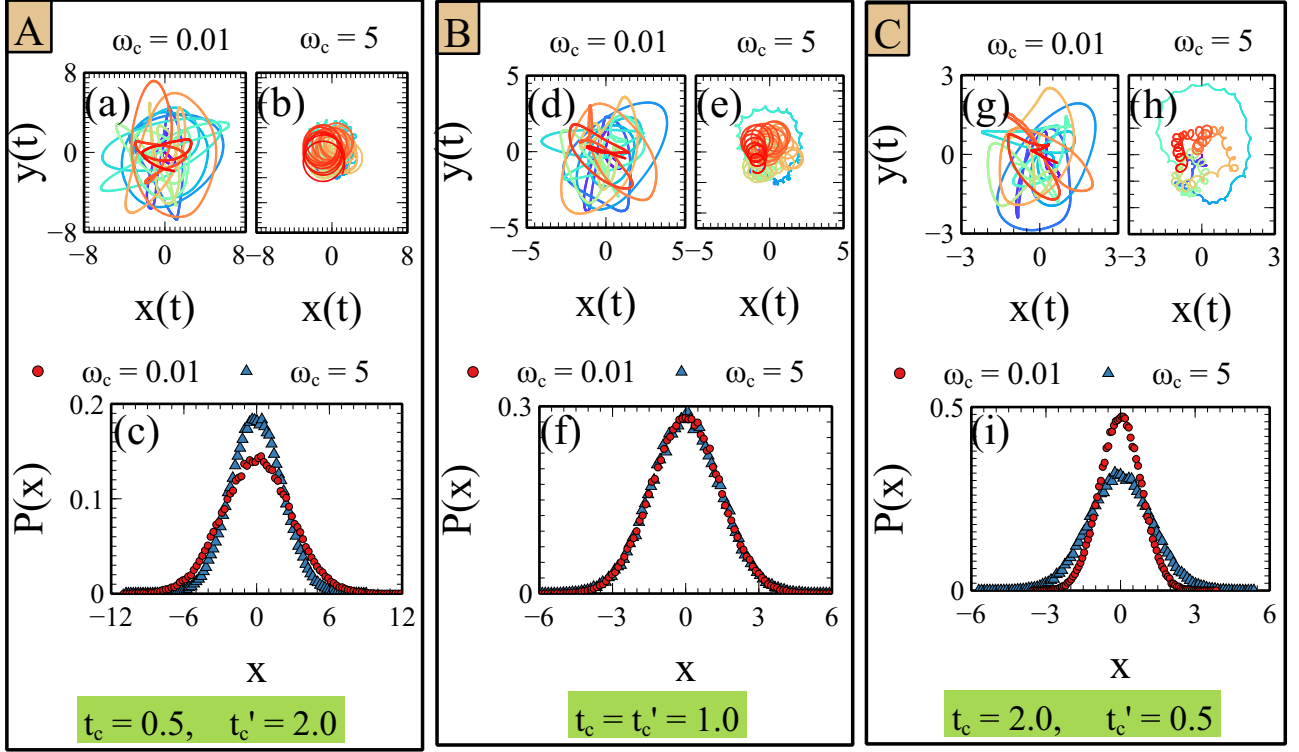 A
ω_c = 0.01 ω_c = 5
(a) (b)
y(t)
8
0
−8
−8 0 8 −8 0 8
x(t) x(t)
ω_c = 0.01 ω_c = 5
(c)
P(x)
0.2
0.1
0
−12 −6 0 6 12
x
t_c = 0.5, t_c' = 2.0
B
ω_c = 0.01 ω_c = 5
(d) (e)
y(t)
5
0
−5
−5 0 5 −5 0 5
x(t) x(t)
ω_c = 0.01 ω_c = 5
(f)
P(x)
0.3
0
−6 −3 0 3 6
x
t_c = t_c' = 1.0
C
ω_c = 0.01 ω_c = 5
(g) (h)
y(t)
3
0
−3
−3 0 3 −3 0 3
x(t) x(t)
ω_c = 0.01 ω_c = 5
(i)
P(x)
0.5
0
−6 −3 0 3 6
x
t_c = 2.0, t_c' = 0.5